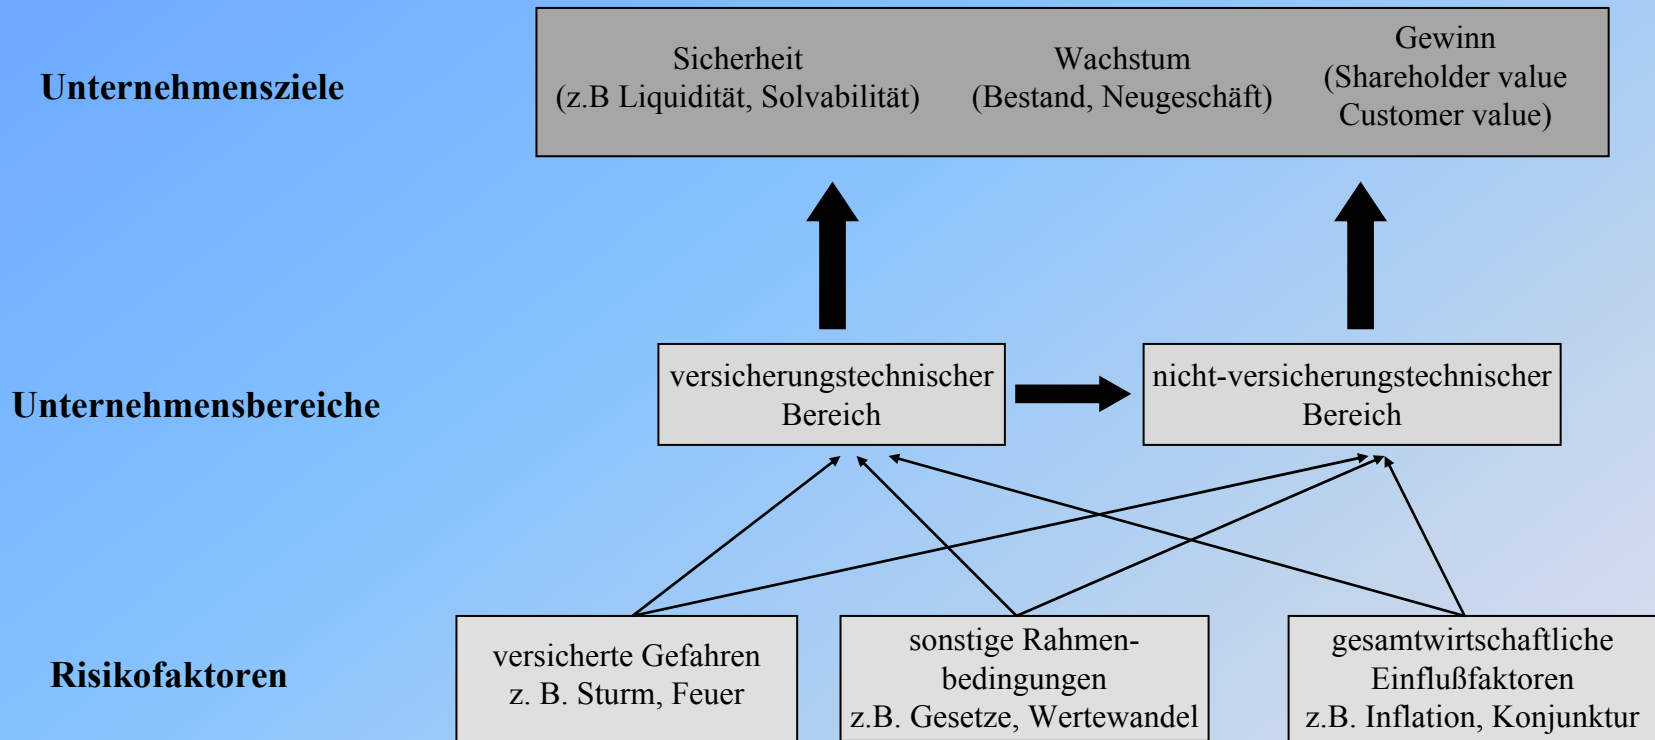 Unternehmensziele
Sicherheit
(z.B Liquidität, Solvabilität)
Wachstum
(Bestand, Neugeschäft)
Gewinn
(Shareholder value
Customer value)
Unternehmensbereiche
versicherungstechnischer
Bereich
nicht-versicherungstechnischer
Bereich
Risikofaktoren
versicherte Gefahren
z. B. Sturm, Feuer
sonstige Rahmen-
bedingungen
z.B. Gesetze, Wertewandel
gesamtwirtschaftliche
Einflußfaktoren
z.B. Inflation, Konjunktur